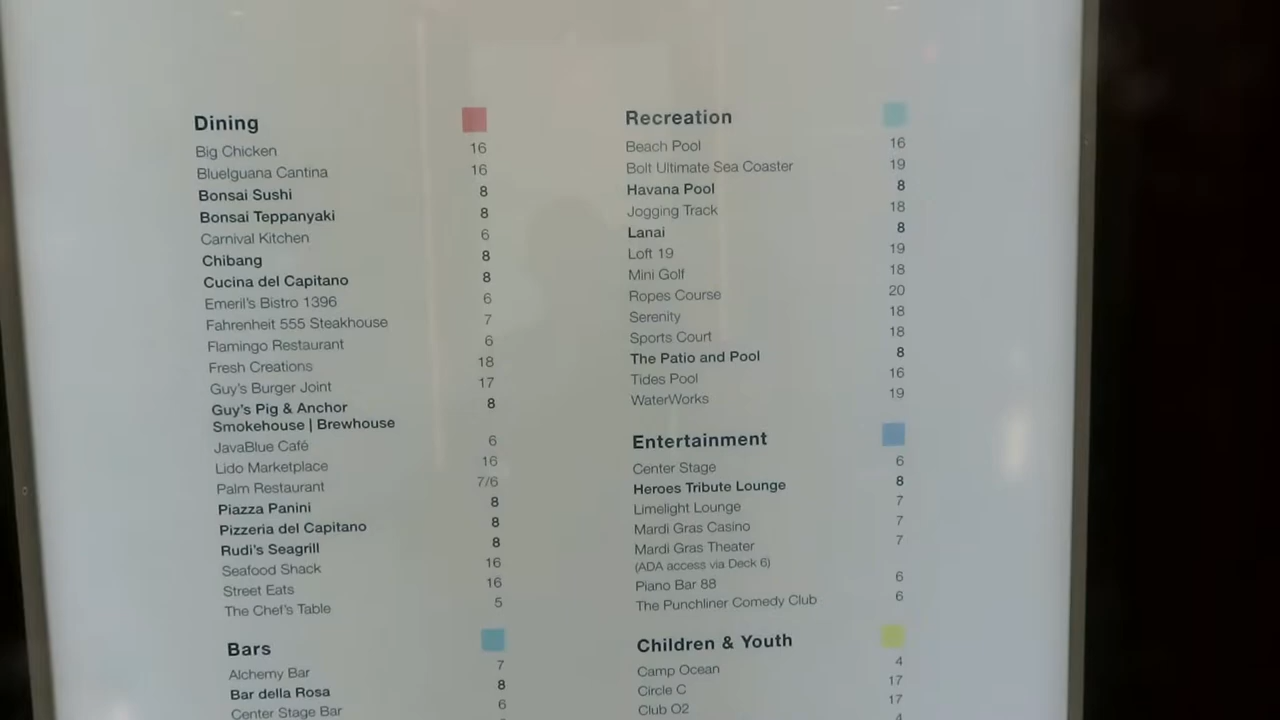 Dining
Big Chicken 16
BlueIguana Cantina 16
Bonsai Sushi 8
Bonsai Teppanyaki 8
Carnival Kitchen 6
Chibang 8
Cucina del Capitano 8
Emeril's Bistro 1396 6
Fahrenheit 555 Steakhouse 7
Flamingo Restaurant 6
Fresh Creations 18
Guy's Burger Joint 17
Guy's Pig & Anchor 8
Smokehouse | Brewhouse
JavaBlue Café 6
Lido Marketplace 16
Palm Restaurant 7/6
Piazza Panini 8
Pizzeria del Capitano 8
Rudi's Seagrill 8
Seafood Shack 16
Street Eats 16
The Chef's Table 5
Bars
Alchemy Bar 7
Bar della Rosa 8
Center Stage Bar 6
Recreation
Beach Pool 16
Bolt Ultimate Sea Coaster 19
Havana Pool 8
Jogging Track 18
Lanai 8
Loft 19 19
Mini Golf 18
Ropes Course 20
Serenity 18
Sports Court 18
The Patio and Pool 8
Tides Pool 16
WaterWorks 19
Entertainment
Center Stage 6
Heroes Tribute Lounge 8
Limelight Lounge 7
Mardi Gras Casino 7
Mardi Gras Theater 7
(ADA access via Deck 6)
Piano Bar 88 6
The Punchliner Comedy Club 6
Children & Youth
Camp Ocean 4
Circle C 17
Club O2 17